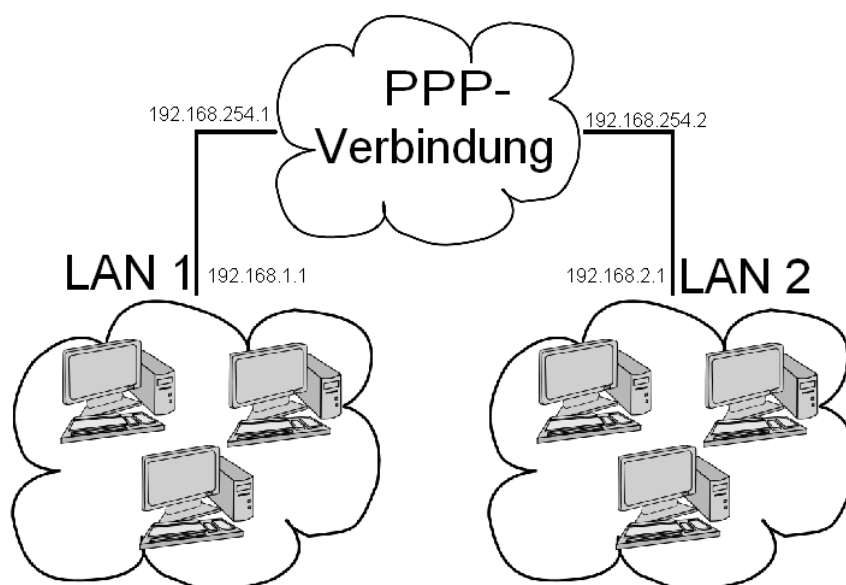 PPP-
Verbindung
192.168.254.1
192.168.254.2
LAN 1
192.168.1.1
192.168.2.1
LAN 2